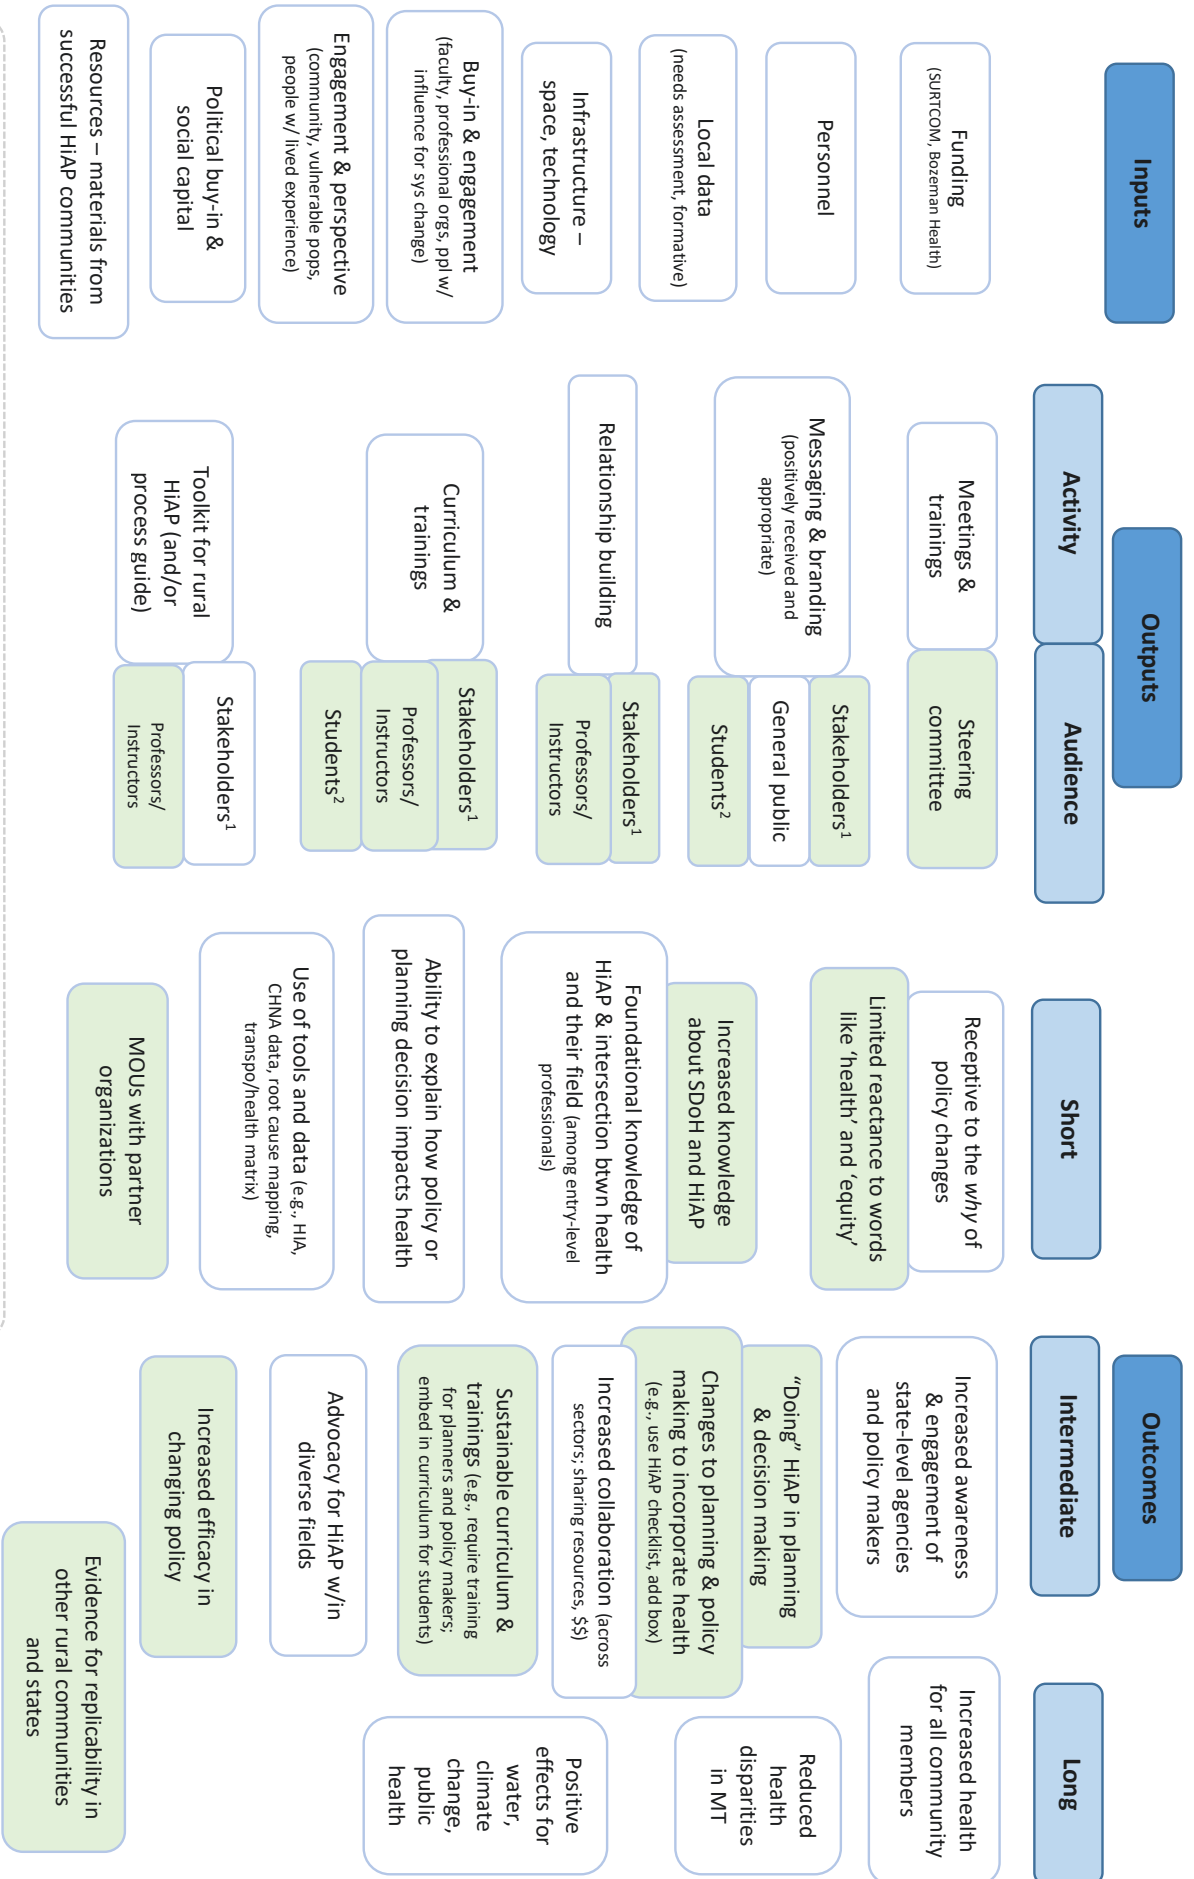 Inputs
Funding
(SURTCOM, Bozeman Health)
Personnel
Local data
(needs assessment, formative)
Infrastructure –
space, technology
Buy-in & engagement
(faculty, professional orgs, ppl w/
influence for sys change)
Engagement & perspective
(community, vulnerable pops,
people w/ lived experience)
Political buy-in &
social capital
Resources – materials from
successful HiAP communities
Outputs
Activity
Audience
Meetings &
trainings
Steering
committee
Messaging & branding
(positively received and
appropriate)
Stakeholders¹
General public
Students²
Relationship building
Stakeholders¹
Professors/
Instructors
Curriculum &
trainings
Stakeholders¹
Professors/
Instructors
Students²
Toolkit for rural
HiAP (and/or
process guide)
Stakeholders¹
Professors/
Instructors
Outcomes
Short
Receptive to the why of
policy changes
Limited reactance to words
like ‘health’ and ‘equity’
Increased knowledge
about SDoH and HiAP
Foundational knowledge of
HiAP & intersection btwn health
and their field (among entry-level
professionals)
Ability to explain how policy or
planning decision impacts health
Use of tools and data (e.g., HIA,
CHNA data, root cause mapping,
transpo/health matrix)
MOUs with partner
organizations
Intermediate
Increased awareness
& engagement of
state-level agencies
and policy makers
“Doing” HiAP in planning
& decision making
Changes to planning & policy
making to incorporate health
(e.g., use HiAP checklist, add box)
Increased collaboration (across
sectors; sharing resources, $$)
Sustainable curriculum &
trainings (e.g., require training
for planners and policy makers;
embed in curriculum for students)
Advocacy for HiAP w/in
diverse fields
Increased efficacy in
changing policy
Evidence for replicability in
other rural communities
and states
Long
Increased health
for all community
members
Reduced
health
disparities
in MT
Positive
effects for
water,
climate
change,
public
health